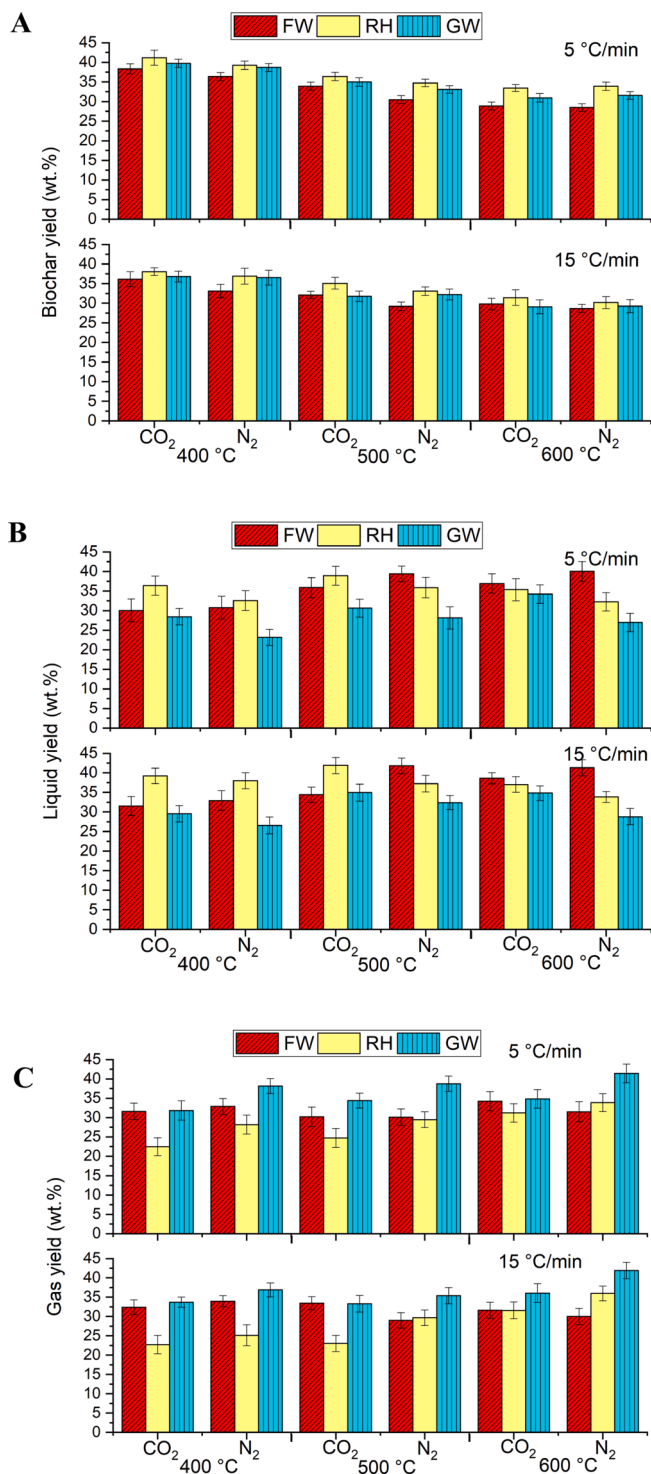 A
FW RH GW
5 °C/min
45
40
35
30
25
20
15
10
5
0
15 °C/min
45
40
35
30
25
20
15
10
5
0
Biochar yield (wt.%)
CO2 N2 CO2 N2 CO2 N2
400 °C 500 °C 600 °C
B
FW RH GW
5 °C/min
45
40
35
30
25
20
15
10
5
0
15 °C/min
45
40
35
30
25
20
15
10
5
0
Liquid yield (wt.%)
CO2 N2 CO2 N2 CO2 N2
400 °C 500 °C 600 °C
C
FW RH GW
5 °C/min
45
40
35
30
25
20
15
10
5
0
15 °C/min
45
40
35
30
25
20
15
10
5
0
Gas yield (wt.%)
CO2 N2 CO2 N2 CO2 N2
400 °C 500 °C 600 °C